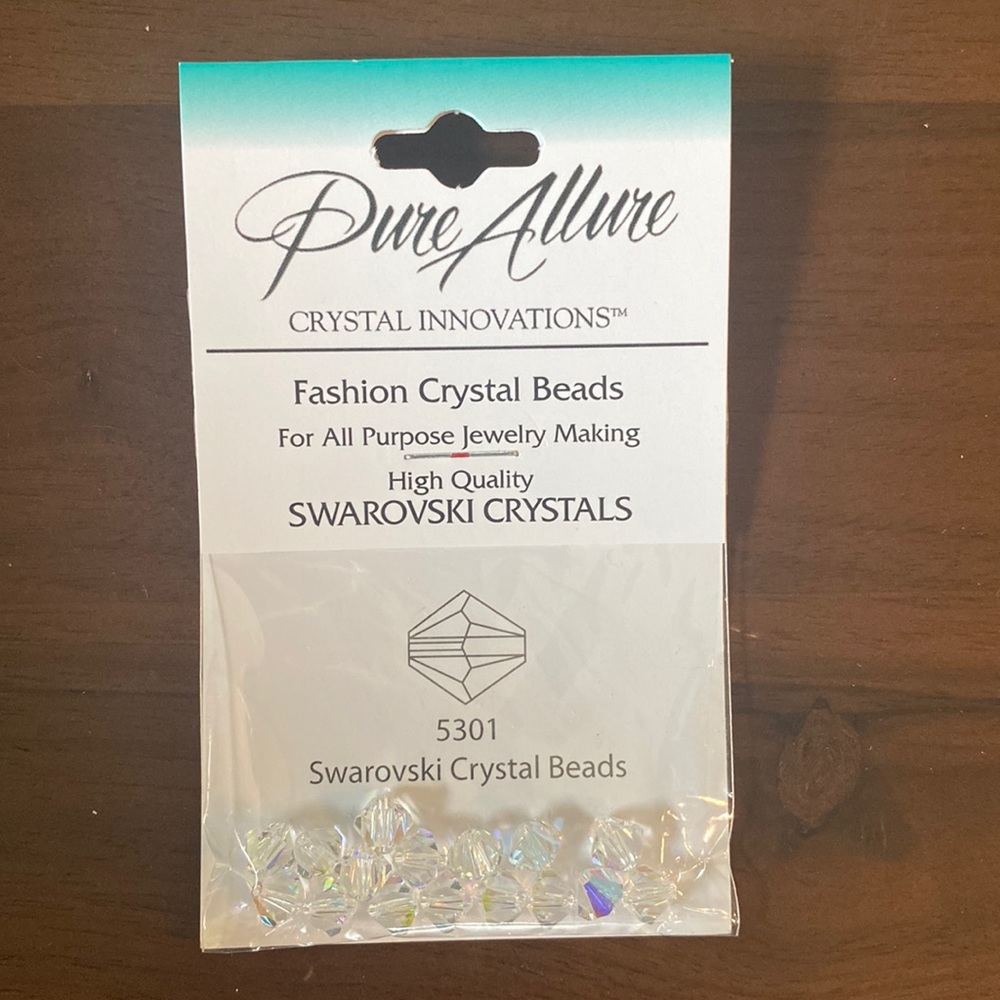 Pure Allure
CRYSTAL INNOVATIONS™
Fashion Crystal Beads
For All Purpose Jewelry Making
High Quality
SWAROVSKI CRYSTALS
5301
Swarovski Crystal Beads